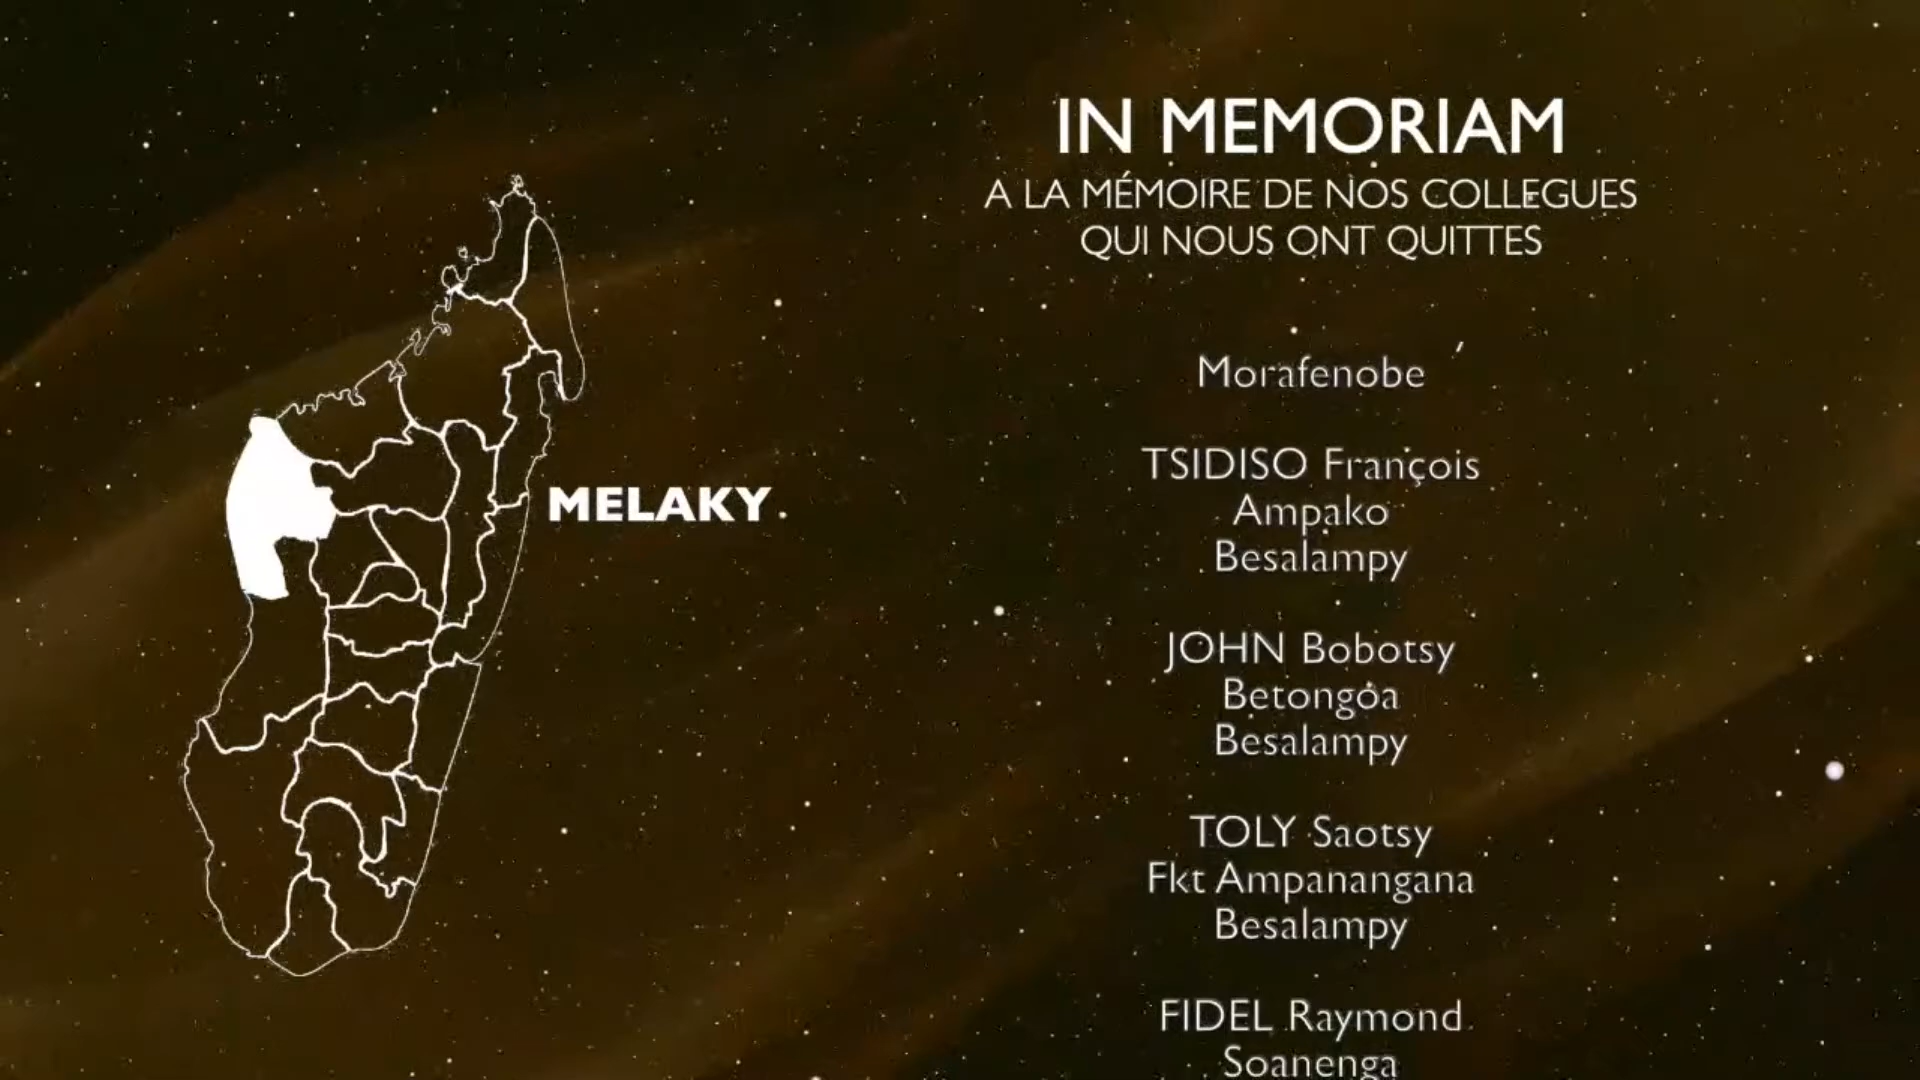 IN MEMORIAM
A LA MÉMOIRE DE NOS COLLEGUES
QUI NOUS ONT QUITTES
MELAKY
Morafenobe
TSIDISO François
Ampako
Besalampy
JOHN Bobotsy
Betongoa
Besalampy
TOLY Saotsy
Fkt Ampanangana
Besalampy
FIDEL Raymond
Soanenga